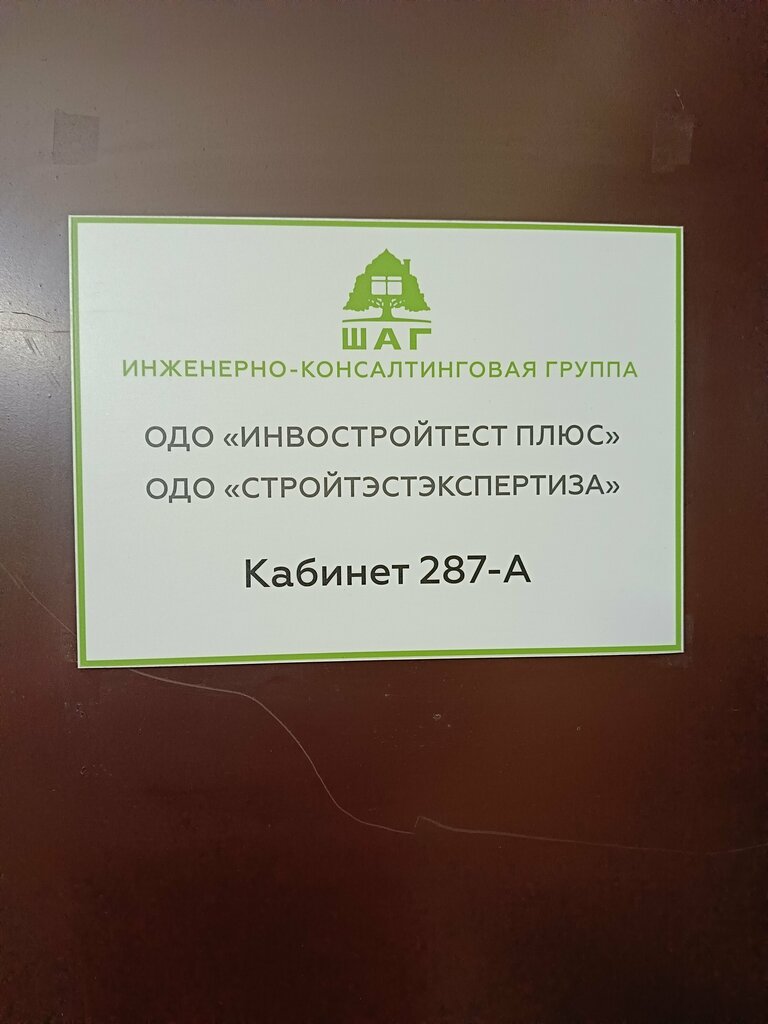 ШАГ
ИНЖЕНЕРНО-КОНСАЛТИНГОВАЯ ГРУППА
ОДО «ИНВОСТРОЙТЕСТ ПЛЮС»
ОДО «СТРОЙТЭСТЭКСПЕРТИЗА»
Кабинет 287-А